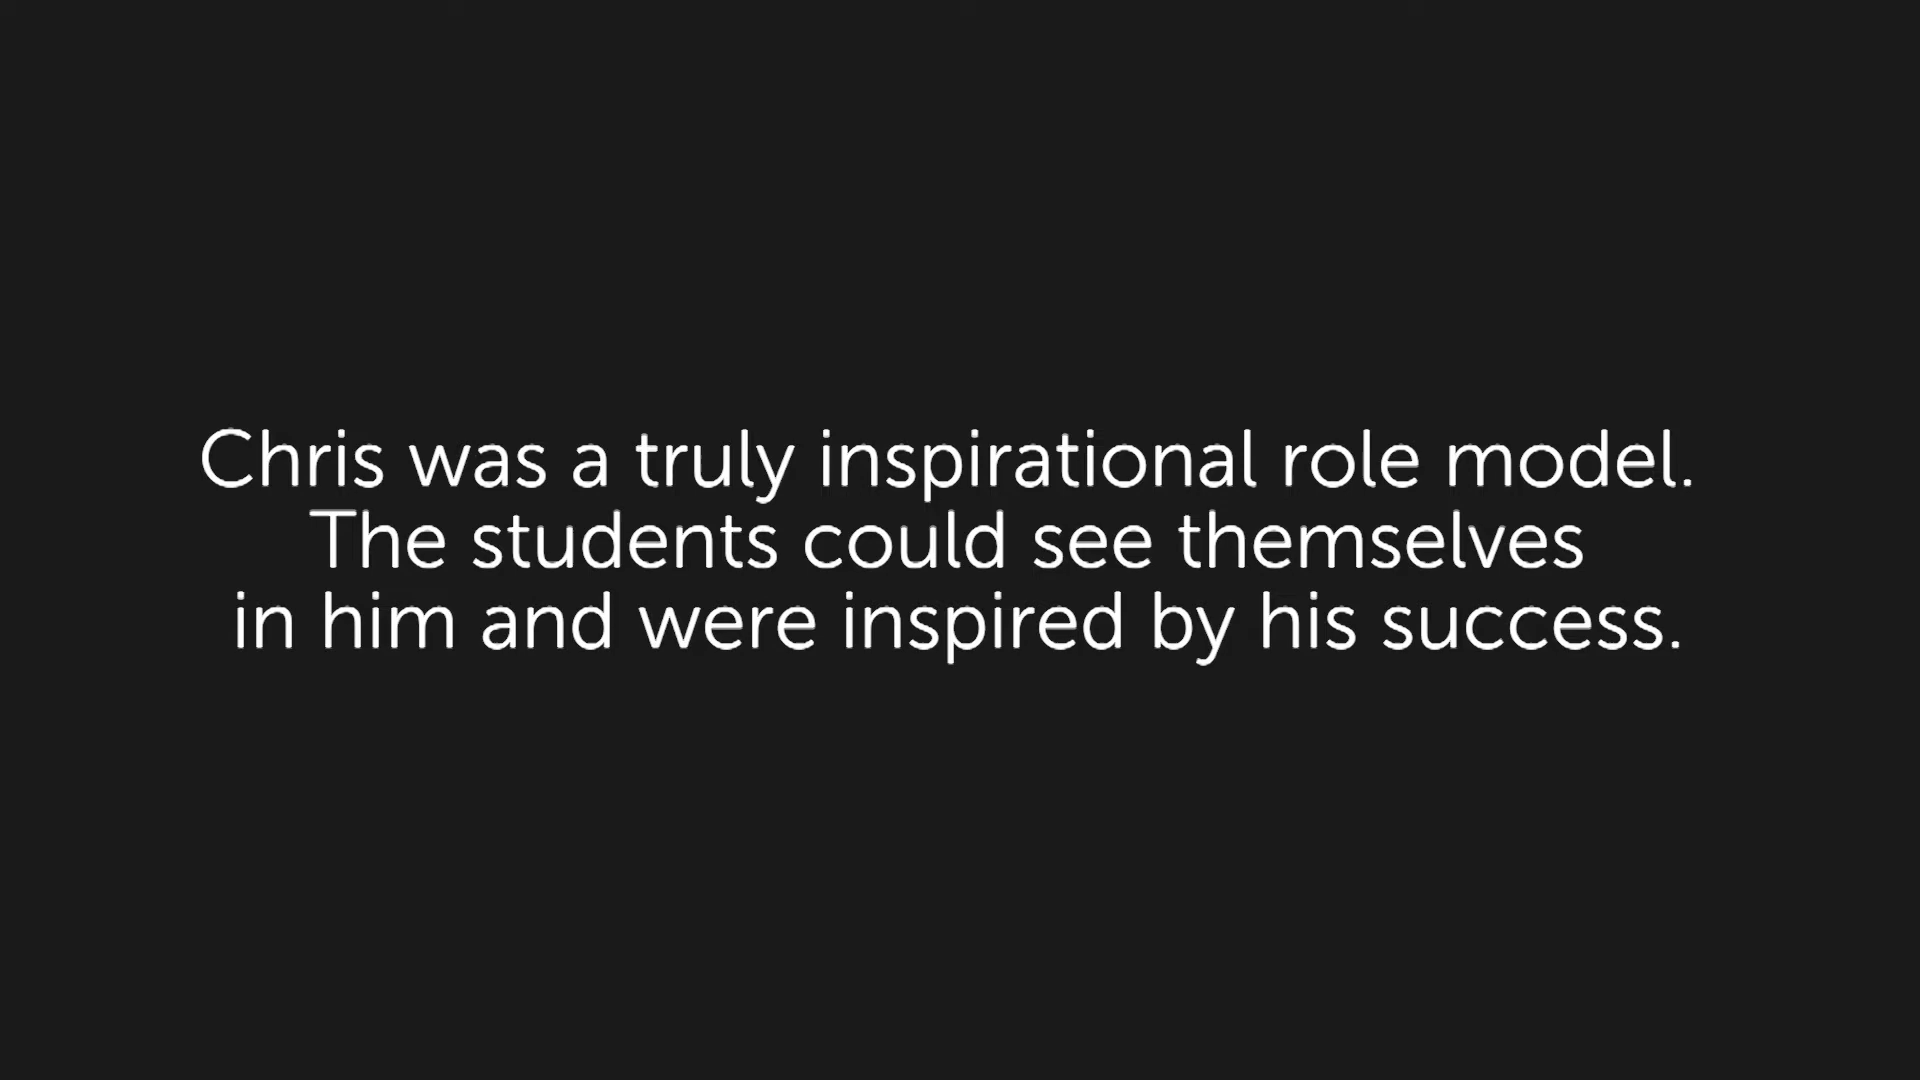 Chris was a truly inspirational role model.
The students could see themselves
in him and were inspired by his success.